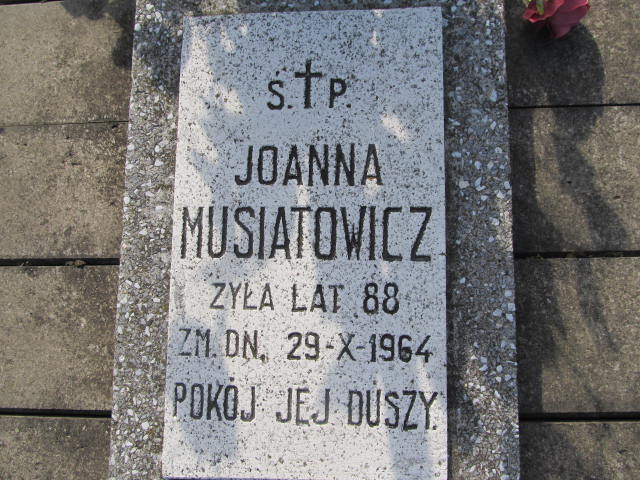 Ś.✝P.
JOANNA
MUSIATOWICZ
ŻYŁA LAT 88
ZM. DN. 29-X-1964
POKÓJ JEJ DUSZY.